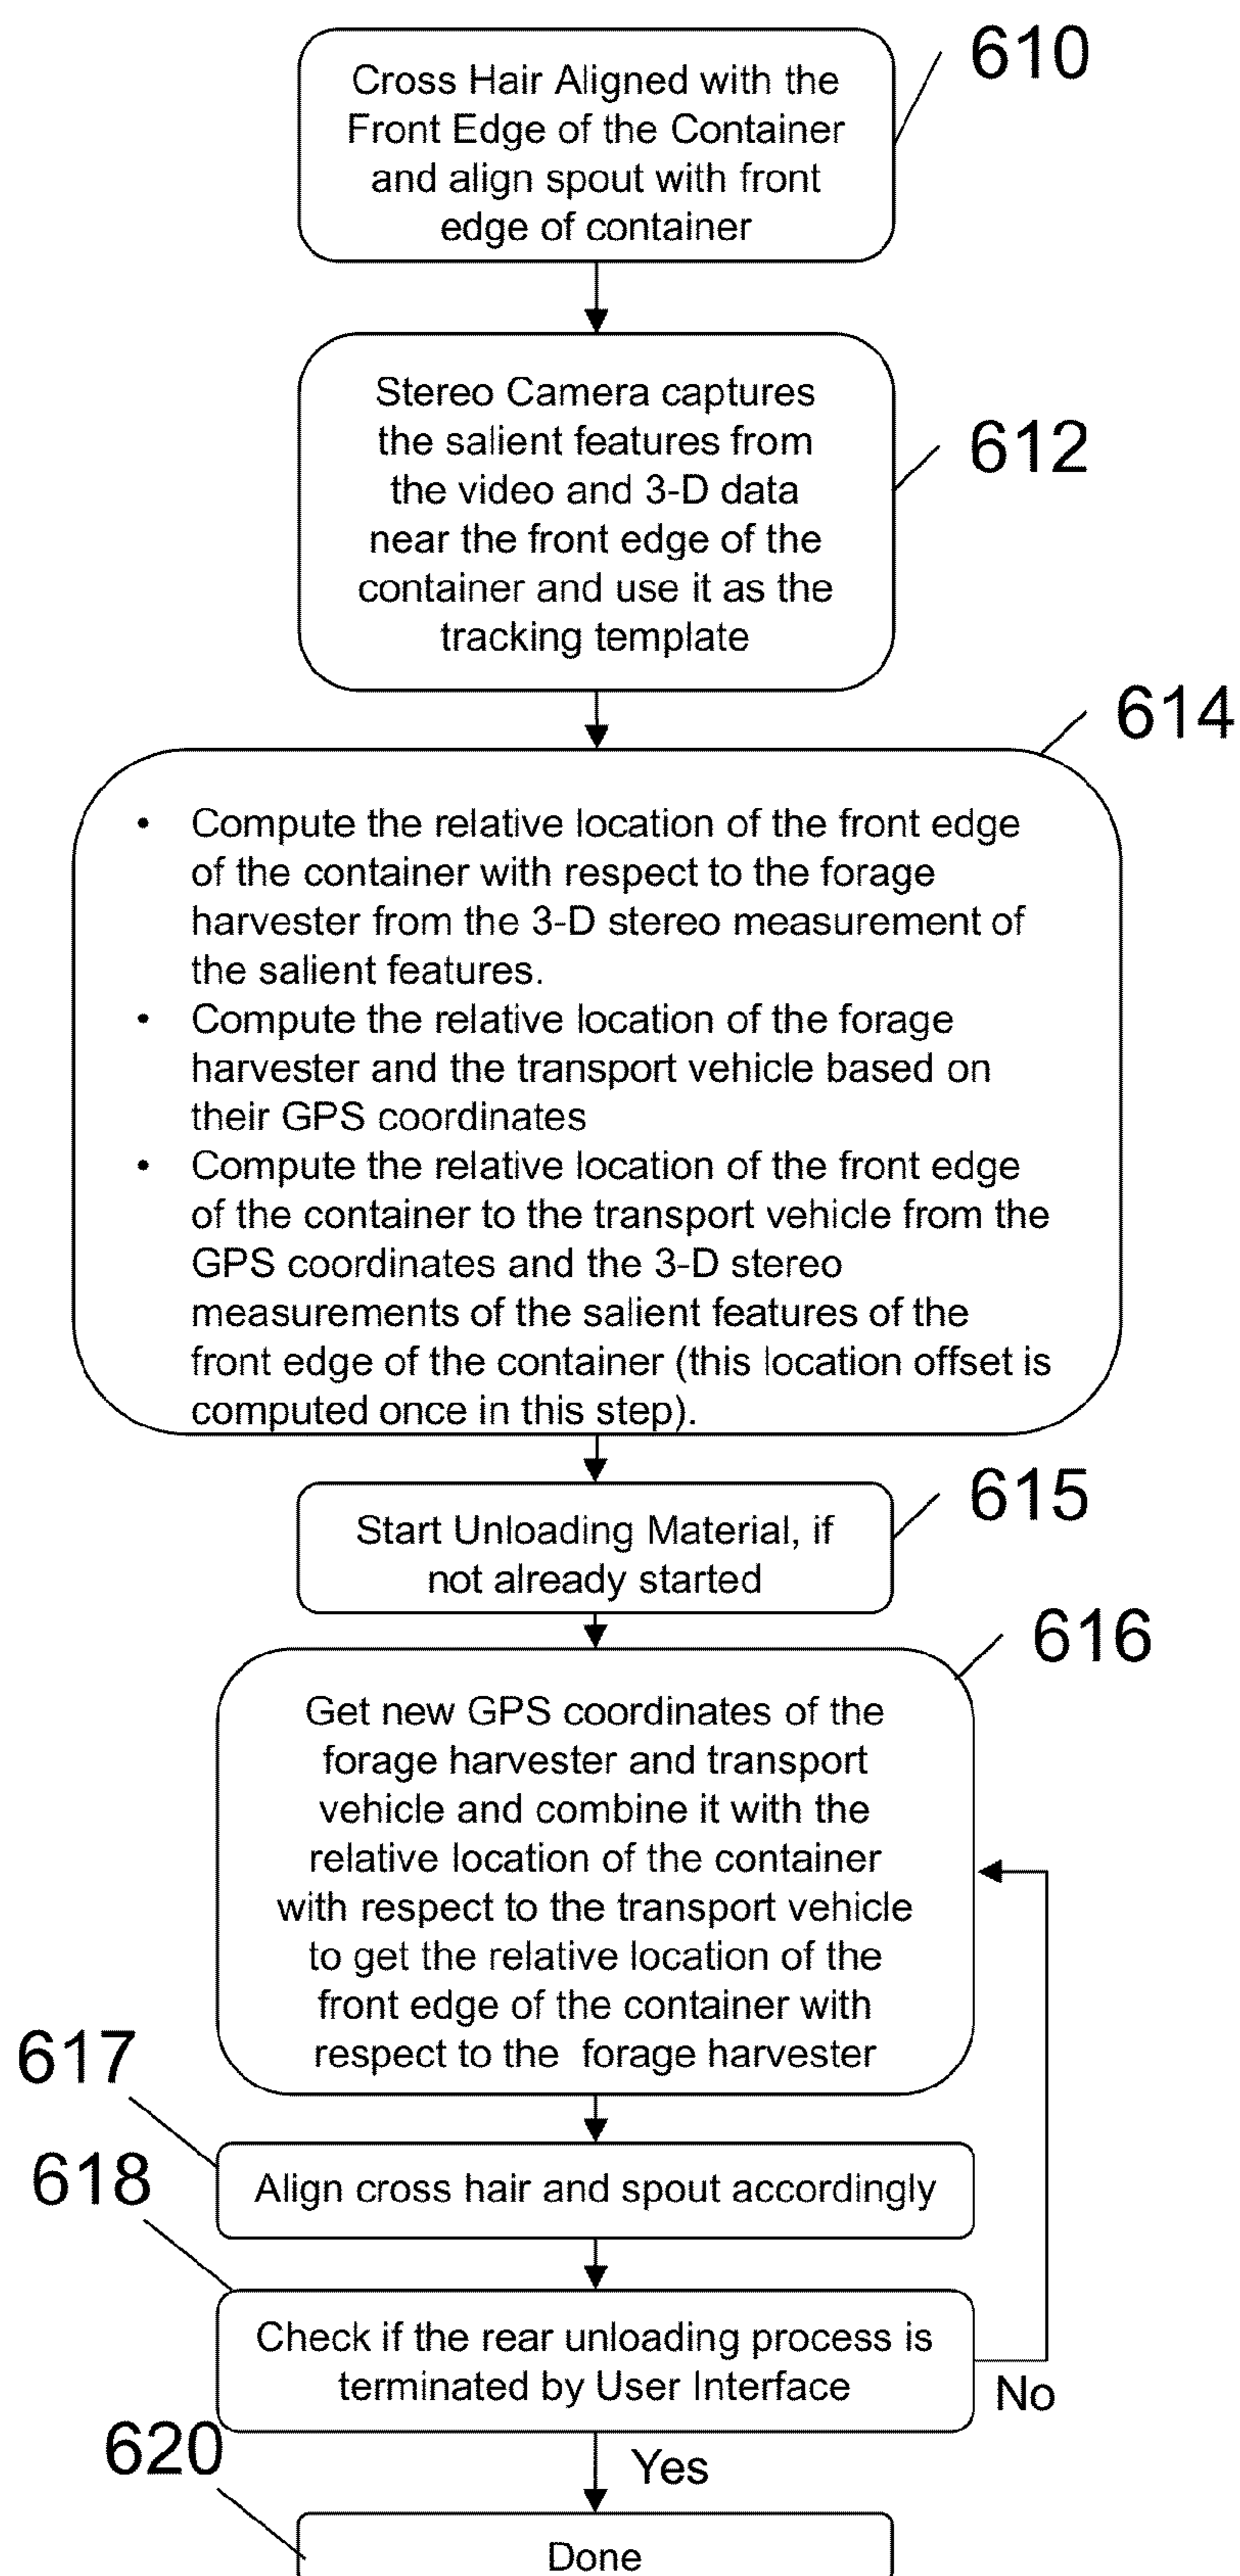 610
Cross Hair Aligned with the
Front Edge of the Container
and align spout with front
edge of container
Stereo Camera captures
the salient features from
the video and 3-D data
near the front edge of the
container and use it as the
tracking template
612
614
• Compute the relative location of the front edge
of the container with respect to the forage
harvester from the 3-D stereo measurement of
the salient features.
• Compute the relative location of the forage
harvester and the transport vehicle based on
their GPS coordinates
• Compute the relative location of the front edge
of the container to the transport vehicle from the
GPS coordinates and the 3-D stereo
measurements of the salient features of the
front edge of the container (this location offset is
computed once in this step).
615
Start Unloading Material, if
not already started
616
Get new GPS coordinates of the
forage harvester and transport
vehicle and combine it with the
relative location of the container
with respect to the transport vehicle
to get the relative location of the
front edge of the container with
respect to the forage harvester
617
Align cross hair and spout accordingly
618
Check if the rear unloading process is
terminated by User Interface
No
620
Yes
Done